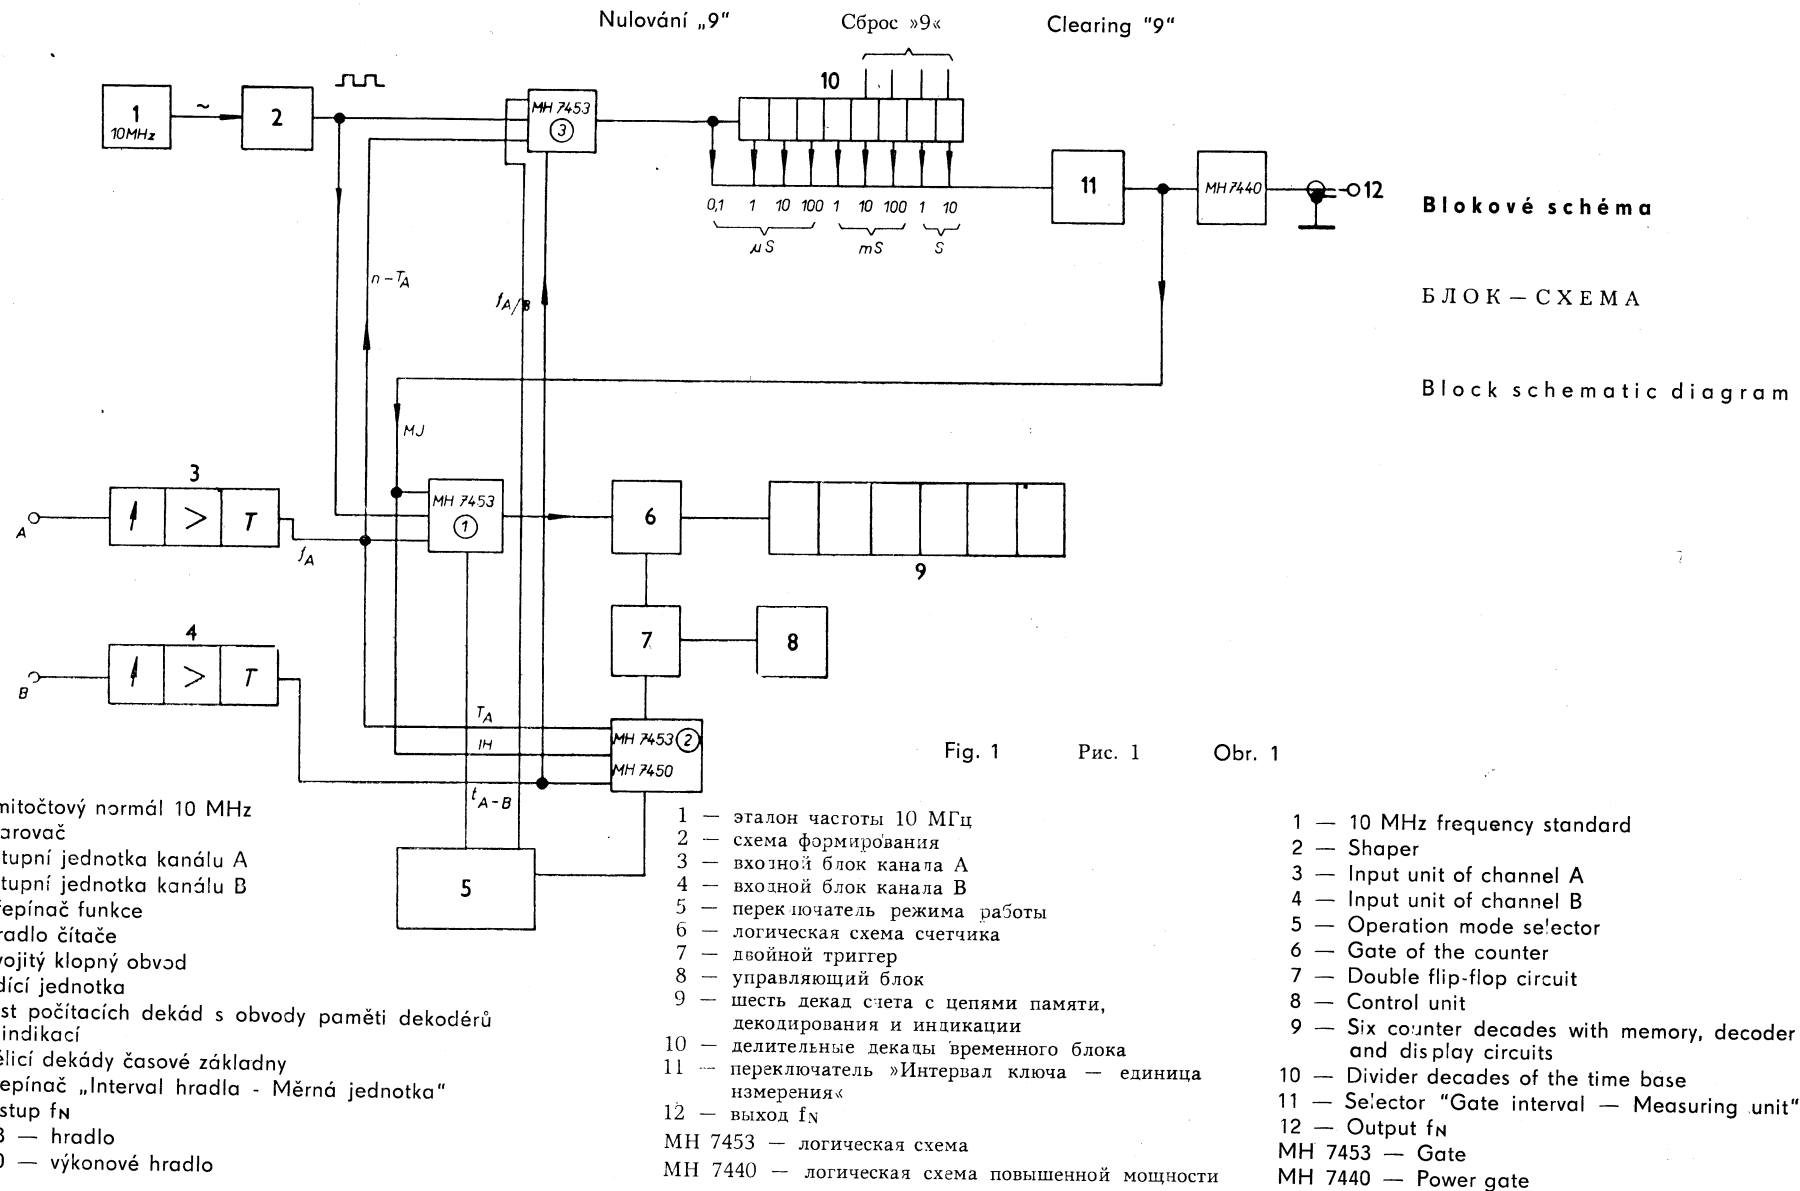 Nulování „9“
Сброс »9«
Clearing "9"
1
10MHz
~
2
MH 7453
3
10
0,1 1 10 100 1 10 100 1 10
μS mS S
11
MH 7440
12
Blokové schéma
БЛОК — СХЕМА
Block schematic diagram
n–TA
fA/B
MJ
3
A
> T
fA
MH 7453
1
6
9
4
B
> T
7
8
TA
IH
tA–B
MH 7453 2
MH 7450
5
Fig. 1 Рис. 1 Obr. 1
mitočtový normál 10 MHz
arovač
tupní jednotka kanálu A
tupní jednotka kanálu B
řepínač funkce
radlo čítače
vojitý klopný obvod
dící jednotka
st počítacích dekád s obvody paměti dekodérů
indikací
ělicí dekády časové základny
epínač „Interval hradla - Měrná jednotka“
stup fN
3 — hradlo
0 — výkonové hradlo
1 — эталон частоты 10 МГц
2 — схема формирования
3 — входной блок канала А
4 — входной блок канала В
5 — переключатель режима работы
6 — логическая схема счетчика
7 — двойной триггер
8 — управляющий блок
9 — шесть декад счета с цепями памяти,
декодирования и индикации
10 — делительные декады временного блока
11 — переключатель »Интервал ключа — единица
измерения«
12 — выход fN
МН 7453 — логическая схема
МН 7440 — логическая схема повышенной мощности
1 — 10 MHz frequency standard
2 — Shaper
3 — Input unit of channel A
4 — Input unit of channel B
5 — Operation mode selector
6 — Gate of the counter
7 — Double flip-flop circuit
8 — Control unit
9 — Six counter decades with memory, decoder
and display circuits
10 — Divider decades of the time base
11 — Selector "Gate interval — Measuring unit"
12 — Output fN
MH 7453 — Gate
MH 7440 — Power gate